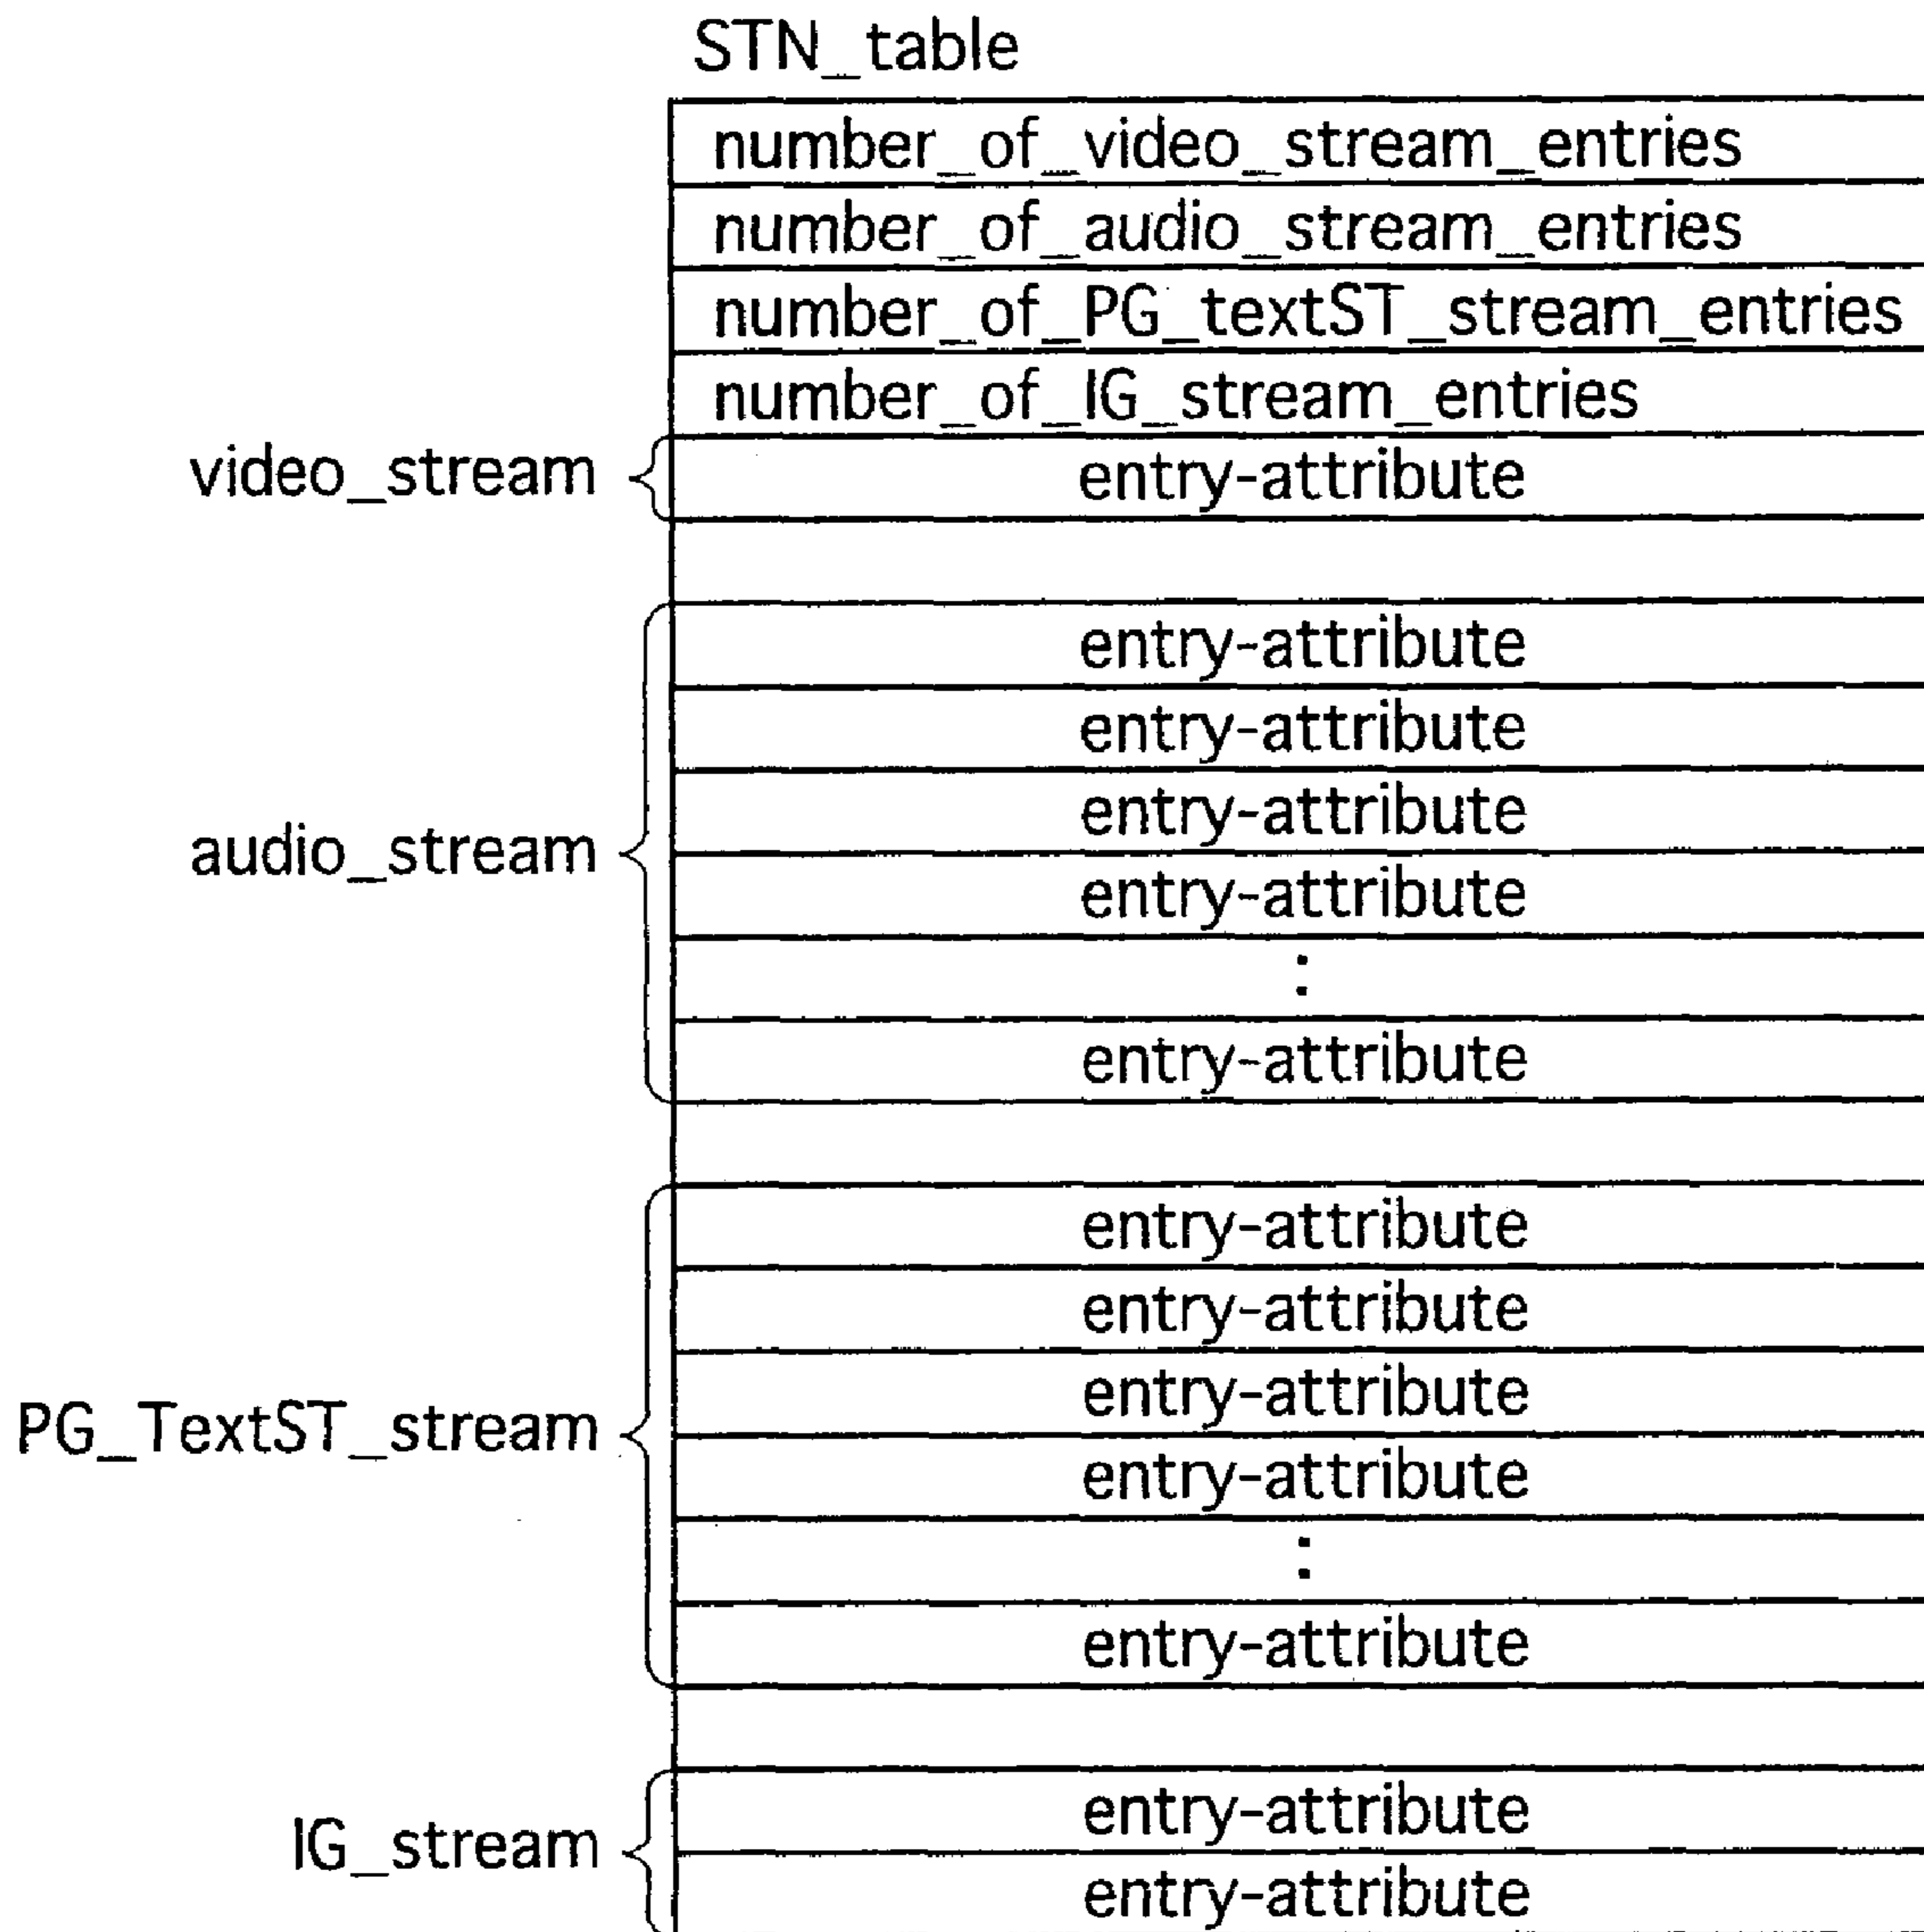 STN_table
number_of_video_stream_entries
number_of_audio_stream_entries
number_of_PG_textST_stream_entries
number_of_IG_stream_entries
video_stream entry-attribute
entry-attribute
entry-attribute
audio_stream entry-attribute
entry-attribute
:
entry-attribute
entry-attribute
entry-attribute
PG_TextST_stream entry-attribute
entry-attribute
:
entry-attribute
IG_stream entry-attribute
entry-attribute